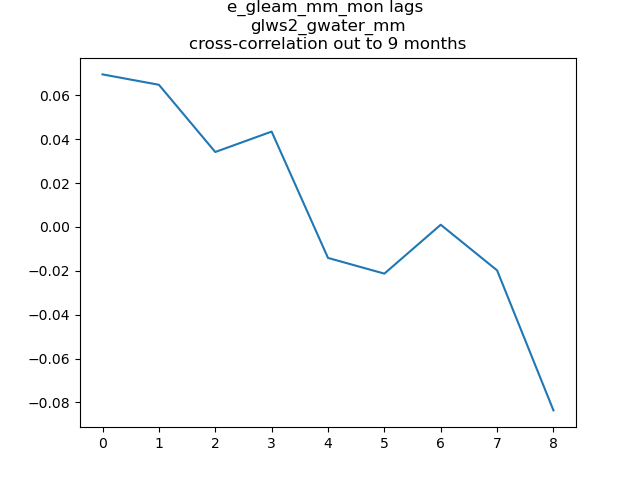 e_gleam_mm_mon lags
glws2_gwater_mm
cross-correlation out to 9 months
0.06
0.04
0.02
0.00
−0.02
−0.04
−0.06
−0.08
0 1 2 3 4 5 6 7 8